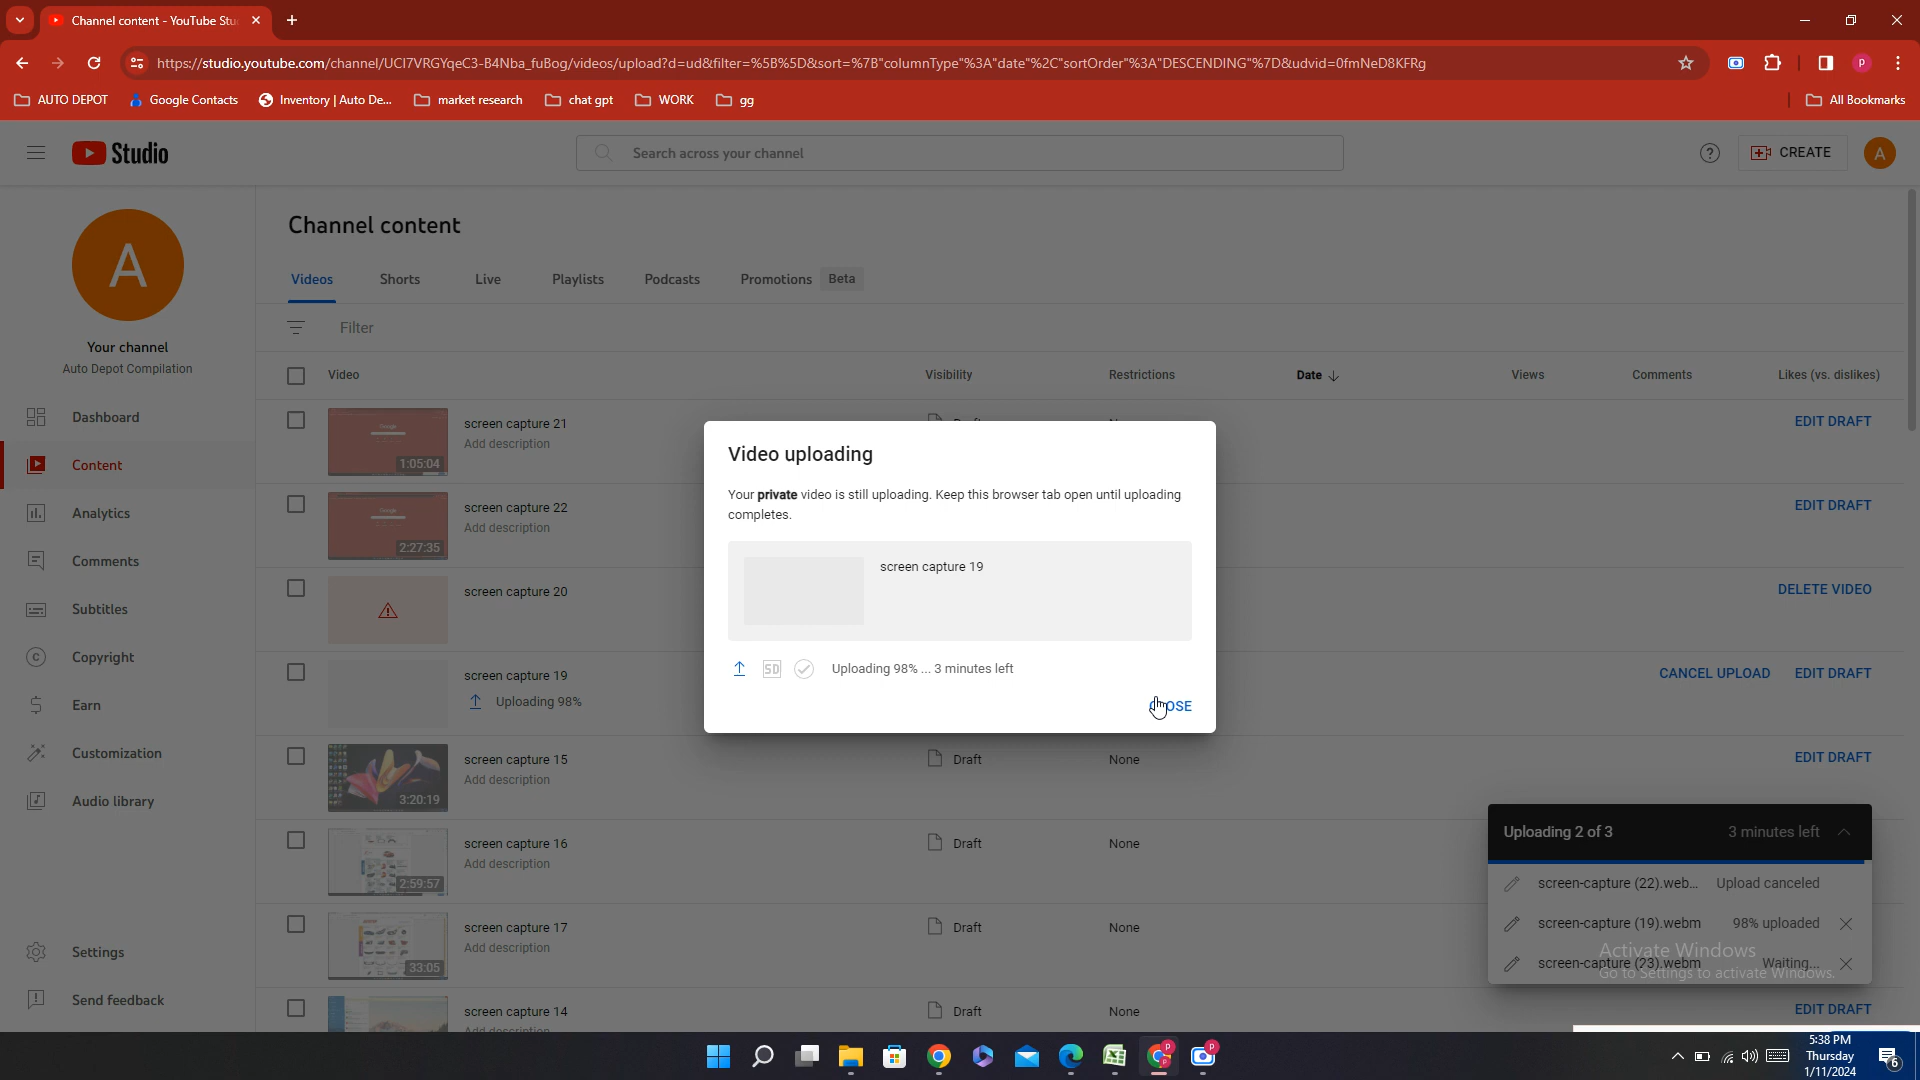 Channel content - YouTube Stu
https://studio.youtube.com/channel/UCI7VRGYqeC3-B4Nba_fuBog/videos/upload?d=ud&filter=%5B%5D&sort=%7B"columnType"%3A"date"%2C"sortOrder"%3A"DESCENDING"%7D&udvid=0fmNeD8KFRg
P
AUTO DEPOT
Google Contacts
Inventory | Auto De...
market research
chat gpt
WORK
gg
All Bookmarks
Studio
Search across your channel
CREATE
A
A
Your channel
Auto Depot Compilation
Dashboard
Content
Analytics
Comments
Subtitles
Copyright
Earn
Customization
Audio library
Settings
Send feedback
Channel content
Videos
Shorts
Live
Playlists
Podcasts
Promotions
Beta
Filter
Video
Visibility
Restrictions
Date
Views
Comments
Likes (vs. dislikes)
1:05:04
screen capture 21
Add description
EDIT DRAFT
2:27:35
screen capture 22
Add description
EDIT DRAFT
screen capture 20
DELETE VIDEO
screen capture 19
Uploading 98%
CANCEL UPLOAD
EDIT DRAFT
3:20:19
screen capture 15
Add description
Draft
None
EDIT DRAFT
2:59:57
screen capture 16
Add description
Draft
None
33:05
screen capture 17
Add description
Draft
None
screen capture 14
Draft
None
EDIT DRAFT
Video uploading
Your private video is still uploading. Keep this browser tab open until uploading
completes.
screen capture 19
SD
Uploading 98% ... 3 minutes left
Uploading 2 of 3
3 minutes left
screen-capture (22).web...
Upload canceled
screen-capture (19).webm
98% uploaded
screen-capture (23).webm
Waiting...
Activate Windows
Go to Settings to activate Windows.
5:38 PM
Thursday
1/11/2024
6